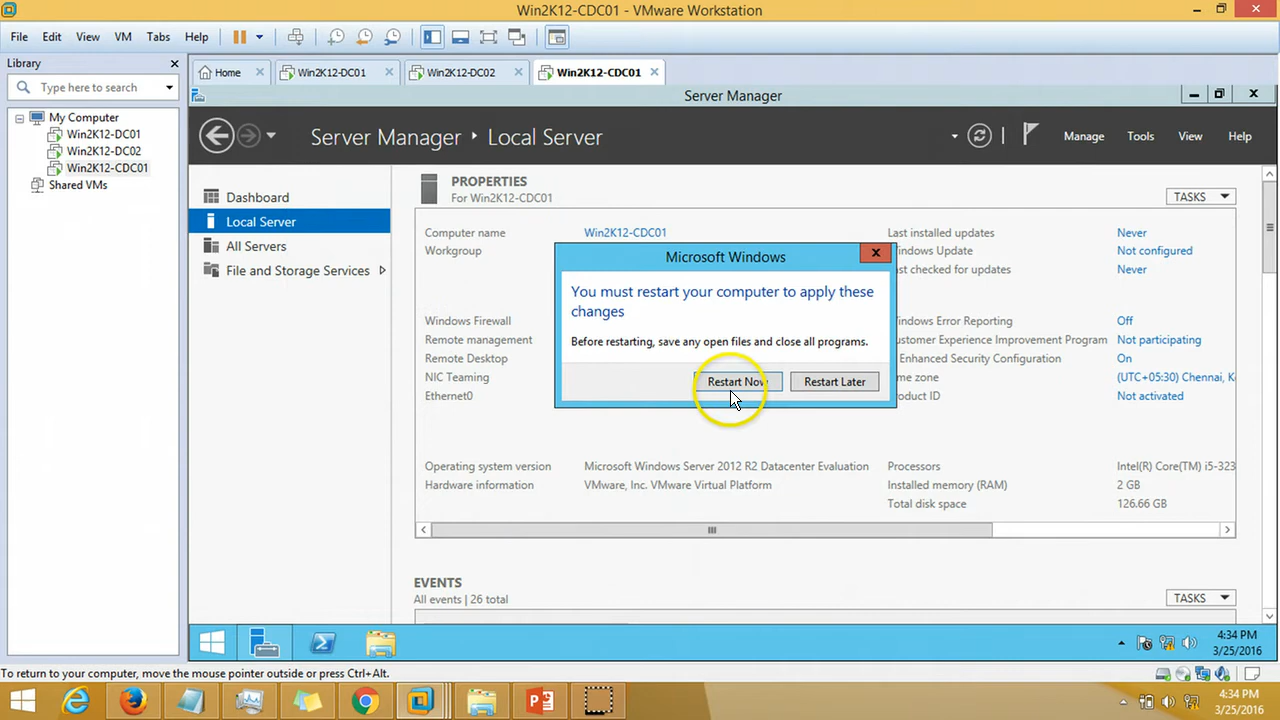 Win2K12-CDC01 - VMware Workstation
File Edit View VM Tabs Help
Library
Type here to search
My Computer
Win2K12-DC01
Win2K12-DC02
Win2K12-CDC01
Shared VMs
Home Win2K12-DC01 Win2K12-DC02 Win2K12-CDC01
Server Manager
Server Manager Local Server
Manage Tools View Help
Dashboard
Local Server
All Servers
File and Storage Services
PROPERTIES
For Win2K12-CDC01
TASKS
Computer name Win2K12-CDC01 Last installed updates Never
Workgroup Windows Update Not configured
ast checked for updates Never
Microsoft Windows
You must restart your computer to apply these
changes
Before restarting, save any open files and close all programs.
Restart Now Restart Later
Windows Firewall Windows Error Reporting Off
Remote management Customer Experience Improvement Program Not participating
Remote Desktop Enhanced Security Configuration On
NIC Teaming me zone (UTC+05:30) Chennai, K
Ethernet0 oduct ID Not activated
Operating system version Microsoft Windows Server 2012 R2 Datacenter Evaluation Processors Intel(R) Core(TM) i5-323
Hardware information VMware, Inc. VMware Virtual Platform Installed memory (RAM) 2 GB
Total disk space 126.66 GB
EVENTS
All events | 26 total
TASKS
4:34 PM
3/25/2016
To return to your computer, move the mouse pointer outside or press Ctrl+Alt.
4:34 PM
3/25/2016